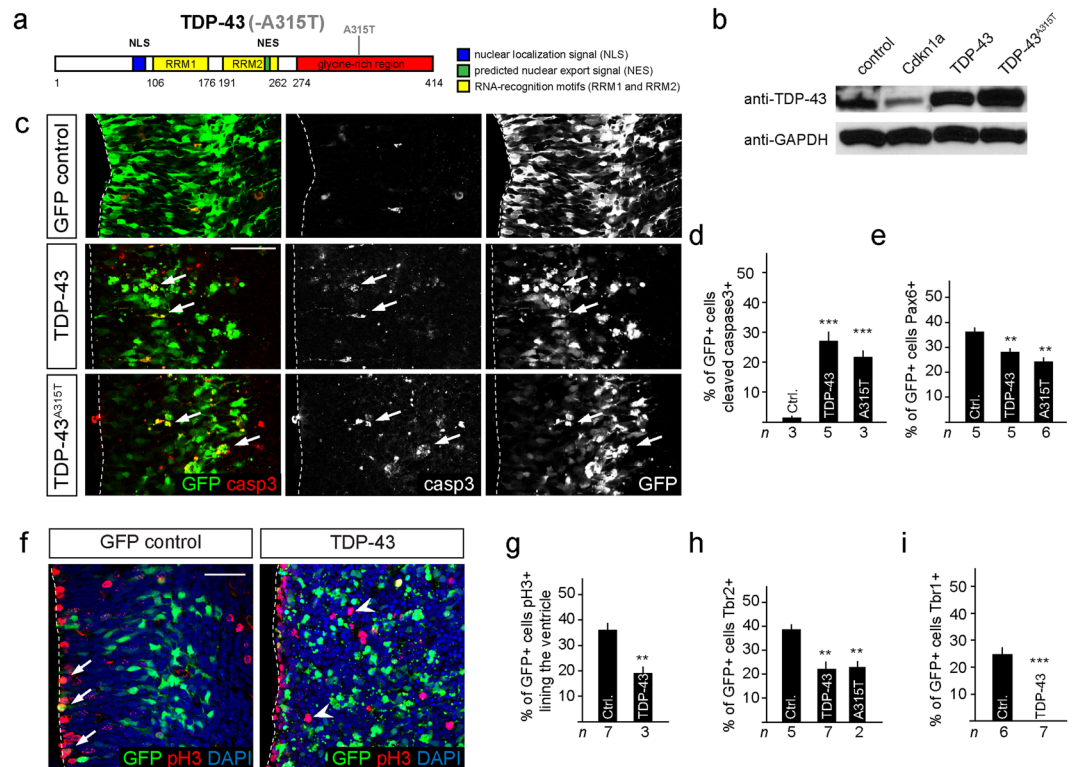 a
TDP-43 (-A315T)
A315T
NLS
NES
RRM1
RRM2
glycine-rich region
1
106
176
191
262
274
414
nuclear localization signal (NLS)
predicted nuclear export signal (NES)
RNA-recognition motifs (RRM1 and RRM2)
b
control
Cdkn1a
TDP-43
TDP-43A315T
anti-TDP-43
anti-GAPDH
c
GFP control
TDP-43
TDP-43A315T
GFP casp3
casp3
GFP
d
% of GFP+ cells
cleaved caspase3+
50
40
30
20
10
***
***
Ctrl.
TDP-43
A315T
n 3 5 3
e
% of GFP+ cells Pax6+
50
40
30
20
10
**
**
Ctrl.
TDP-43
A315T
n 5 5 6
f
GFP control
TDP-43
GFP pH3 DAPI
GFP pH3 DAPI
g
% of GFP+ cells pH3+
lining the ventricle
50
40
30
20
10
**
Ctrl.
TDP-43
n 7 3
h
% of GFP+ cells Tbr2+
50
40
30
20
10
**
**
Ctrl.
TDP-43
A315T
n 5 7 2
i
% of GFP+ cells Tbr1+
50
40
30
20
10
***
Ctrl.
TDP-43
n 6 7